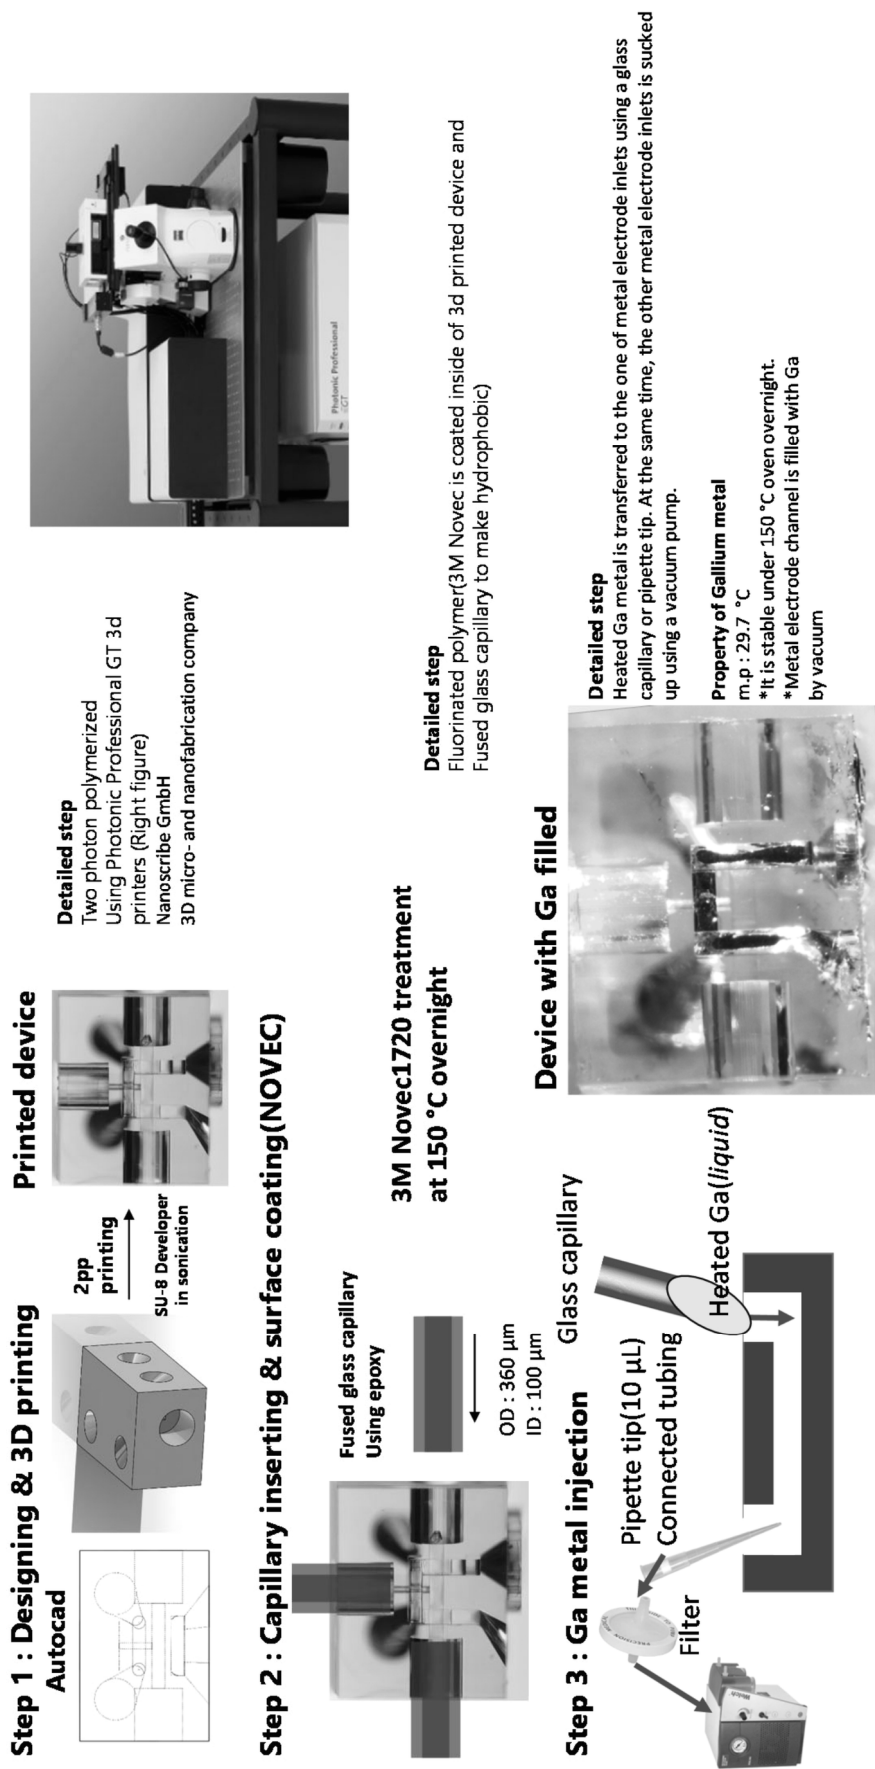 Step 1 : Designing & 3D printing
Autocad
2pp
printing
SU-8 Developer
in sonication
Printed device
Detailed step
Two photon polymerized
Using Photonic Professional GT 3d
printers (Right figure)
Nanoscribe GmbH
3D micro- and nanofabrication company
Photonic Professional
GT
Step 2 : Capillary inserting & surface coating(NOVEC)
Fused glass capillary
Using epoxy
OD : 360 µm
ID : 100 µm
3M Novec1720 treatment
at 150 °C overnight
Detailed step
Fluorinated polymer(3M Novec is coated inside of 3d printed device and
Fused glass capillary to make hydrophobic)
Step 3 : Ga metal injection
Pipette tip(10 µL)
Connected tubing
Filter
Glass capillary
Heated Ga(liquid)
Device with Ga filled
Detailed step
Heated Ga metal is transferred to the one of metal electrode inlets using a glass
capillary or pipette tip. At the same time, the other metal electrode inlets is sucked
up using a vacuum pump.
Property of Gallium metal
m.p : 29.7 °C
*It is stable under 150 °C oven overnight.
*Metal electrode channel is filled with Ga
by vacuum